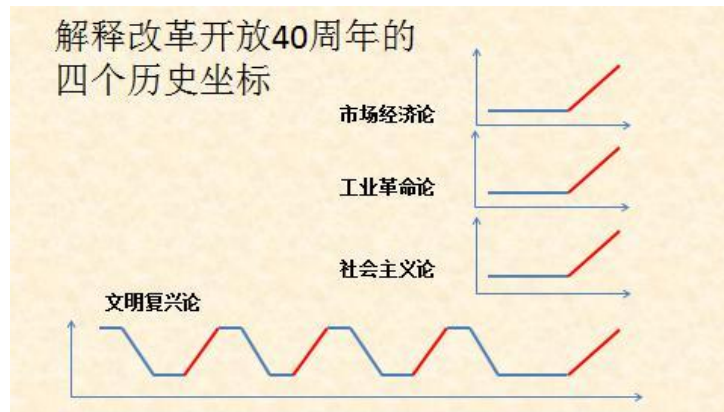 解释改革开放40周年的
四个历史坐标
市场经济论
工业革命论
社会主义论
文明复兴论